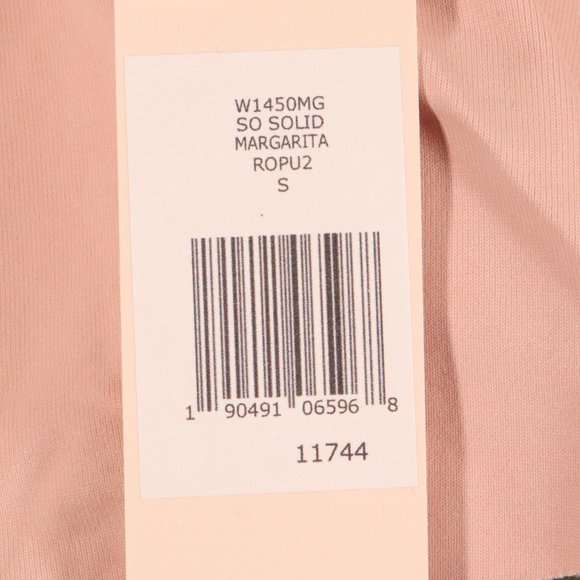 W1450MG
SO SOLID
MARGARITA
ROPU2
S
1 90491 06596 8
11744